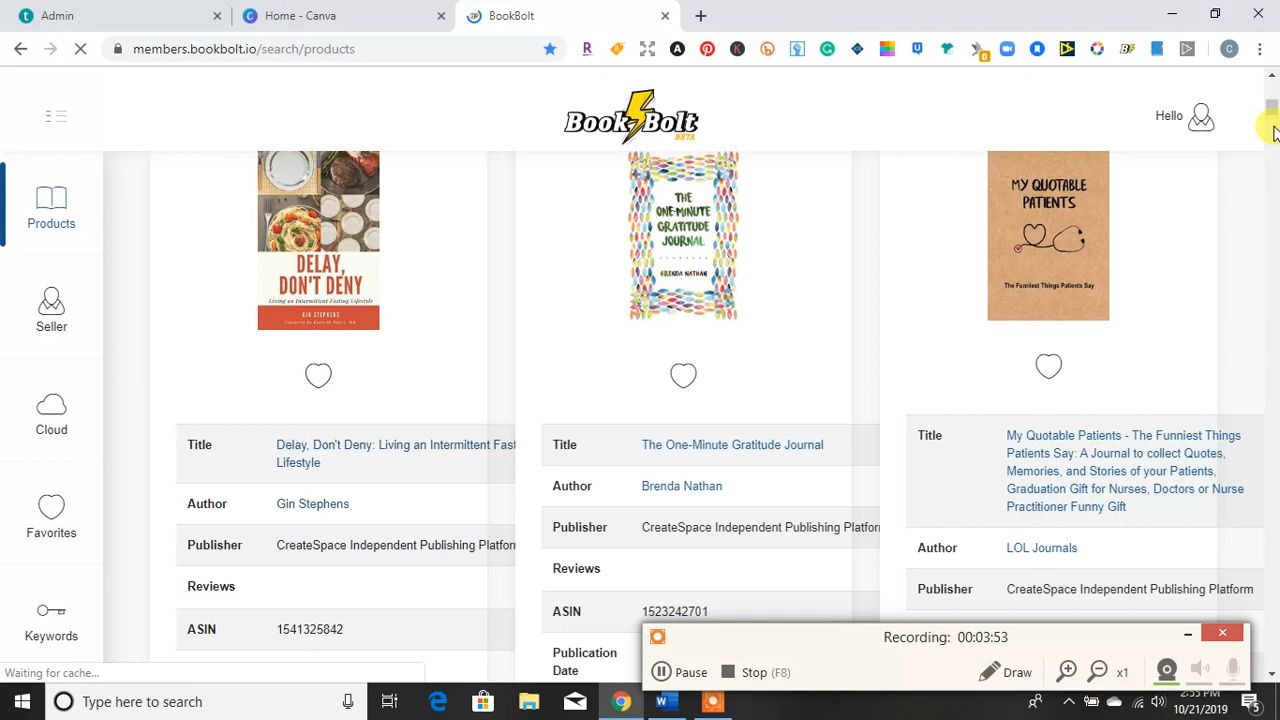 Admin
Home - Canva
BookBolt
members.bookbolt.io/search/products
Book Bolt
BETA
Hello
Products
Seller
Cloud
Favorites
Keywords
DELAY,
DON'T DENY
Living an Intermittent Fasting Lifestyle
GIN STEPHENS
THE
ONE-MINUTE
GRATITUDE
JOURNAL
BRENDA NATHAN
MY QUOTABLE
PATIENTS
The Funniest Things Patients Say
Title Delay, Don't Deny: Living an Intermittent Fast
Lifestyle
Author Gin Stephens
Publisher CreateSpace Independent Publishing Platfor
Reviews
ASIN 1541325842
Title The One-Minute Gratitude Journal
Author Brenda Nathan
Publisher CreateSpace Independent Publishing Platfor
Reviews
ASIN 1523242701
Publication
Date
Title My Quotable Patients - The Funniest Things
Patients Say: A Journal to collect Quotes,
Memories, and Stories of your Patients,
Graduation Gift for Nurses, Doctors or Nurse
Practitioner Funny Gift
Author LOL Journals
Publisher CreateSpace Independent Publishing Platform
Recording: 00:03:53
Pause Stop (F8) Draw x1
Waiting for cache...
Type here to search
2:55 PM
10/21/2019
5